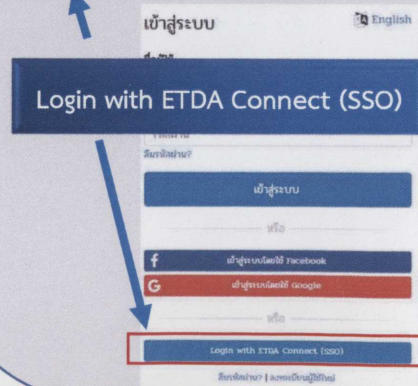 เข้าสู่ระบบ
English
Login with ETDA Connect (SSO)
ลืมรหัสผ่าน?
เข้าสู่ระบบ
หรือ
f เข้าสู่ระบบโดยใช้ Facebook
G เข้าสู่ระบบโดยใช้ Google
หรือ
Login with ETDA Connect (SSO)
ลืมรหัสผ่าน? | ลงทะเบียนผู้ใช้ใหม่